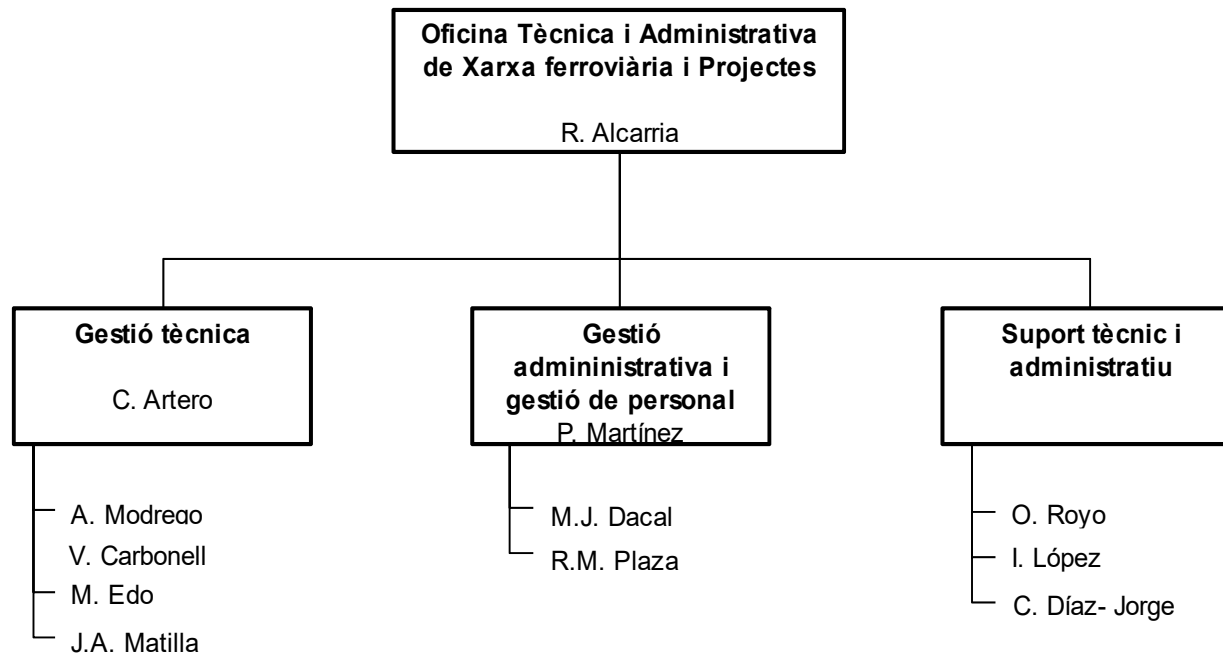 Oficina Tècnica i Administrativa
de Xarxa ferroviària i Projectes
R. Alcarria
Gestió tècnica
C. Artero
Gestió
admininistrativa i
gestió de personal
P. Martínez
Suport tècnic i
administratiu
A. Modrego
V. Carbonell
M. Edo
J.A. Matilla
M.J. Dacal
R.M. Plaza
O. Royo
I. López
C. Díaz- Jorge